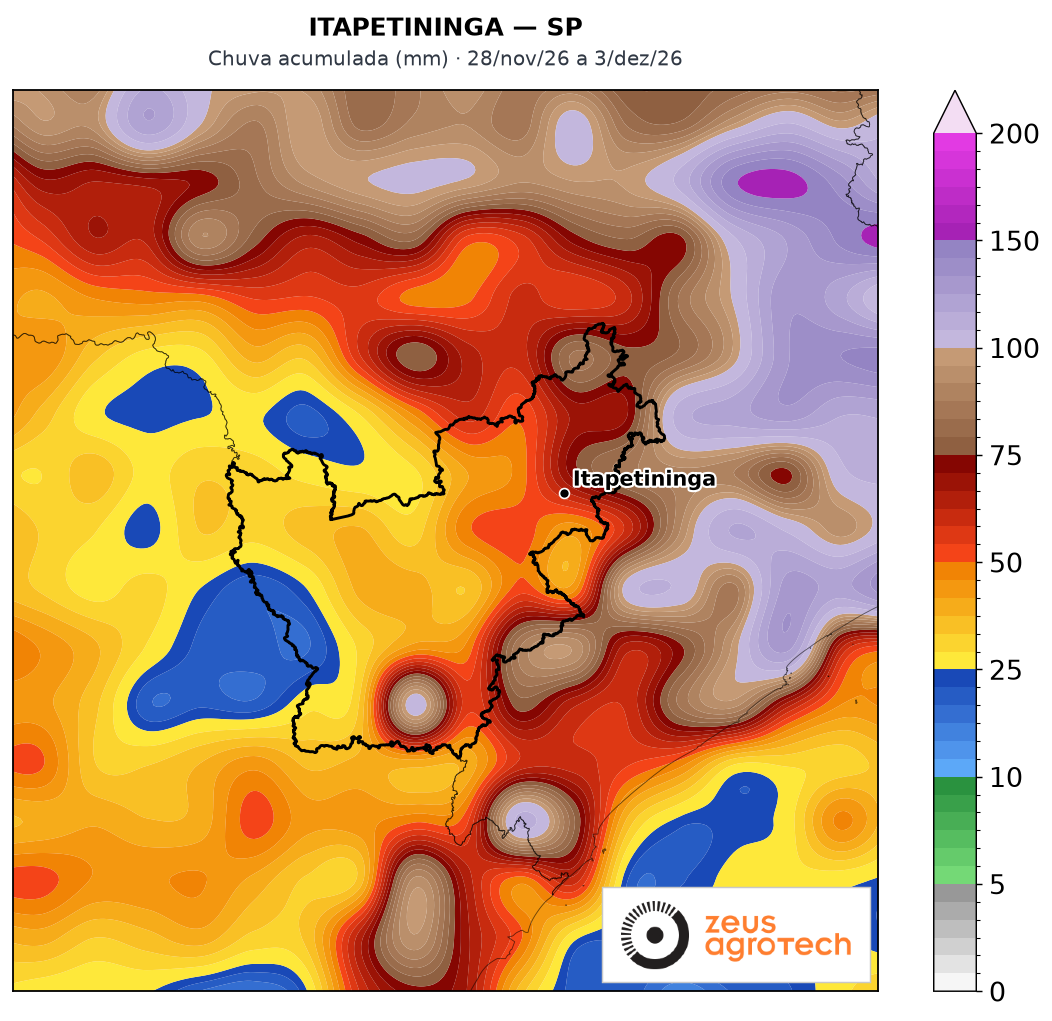 ITAPETININGA — SP
Chuva acumulada (mm) · 28/nov/26 a 3/dez/26
200
150
100
75
50
25
10
5
0
Itapetininga
zeus
agrotech